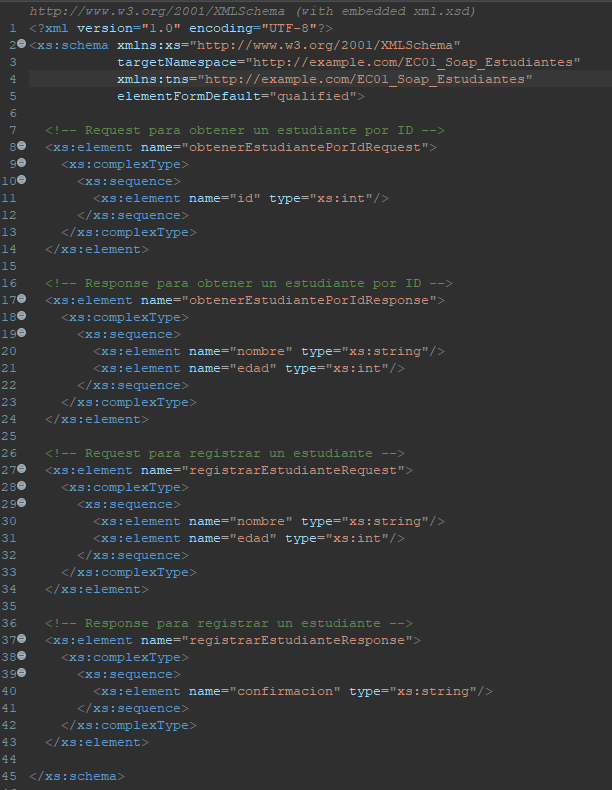 http://www.w3.org/2001/XMLSchema (with embedded xml.xsd)
1 <?xml version="1.0" encoding="UTF-8"?>
2 <xs:schema xmlns:xs="http://www.w3.org/2001/XMLSchema"
3            targetNamespace="http://example.com/EC01_Soap_Estudiantes"
4            xmlns:tns="http://example.com/EC01_Soap_Estudiantes"
5            elementFormDefault="qualified">
6
7   <!-- Request para obtener un estudiante por ID -->
8   <xs:element name="obtenerEstudiantePorIdRequest">
9     <xs:complexType>
10       <xs:sequence>
11         <xs:element name="id" type="xs:int"/>
12       </xs:sequence>
13     </xs:complexType>
14   </xs:element>
15
16   <!-- Response para obtener un estudiante por ID -->
17   <xs:element name="obtenerEstudiantePorIdResponse">
18     <xs:complexType>
19       <xs:sequence>
20         <xs:element name="nombre" type="xs:string"/>
21         <xs:element name="edad" type="xs:int"/>
22       </xs:sequence>
23     </xs:complexType>
24   </xs:element>
25
26   <!-- Request para registrar un estudiante -->
27   <xs:element name="registrarEstudianteRequest">
28     <xs:complexType>
29       <xs:sequence>
30         <xs:element name="nombre" type="xs:string"/>
31         <xs:element name="edad" type="xs:int"/>
32       </xs:sequence>
33     </xs:complexType>
34   </xs:element>
35
36   <!-- Response para registrar un estudiante -->
37   <xs:element name="registrarEstudianteResponse">
38     <xs:complexType>
39       <xs:sequence>
40         <xs:element name="confirmacion" type="xs:string"/>
41       </xs:sequence>
42     </xs:complexType>
43   </xs:element>
44
45 </xs:schema>